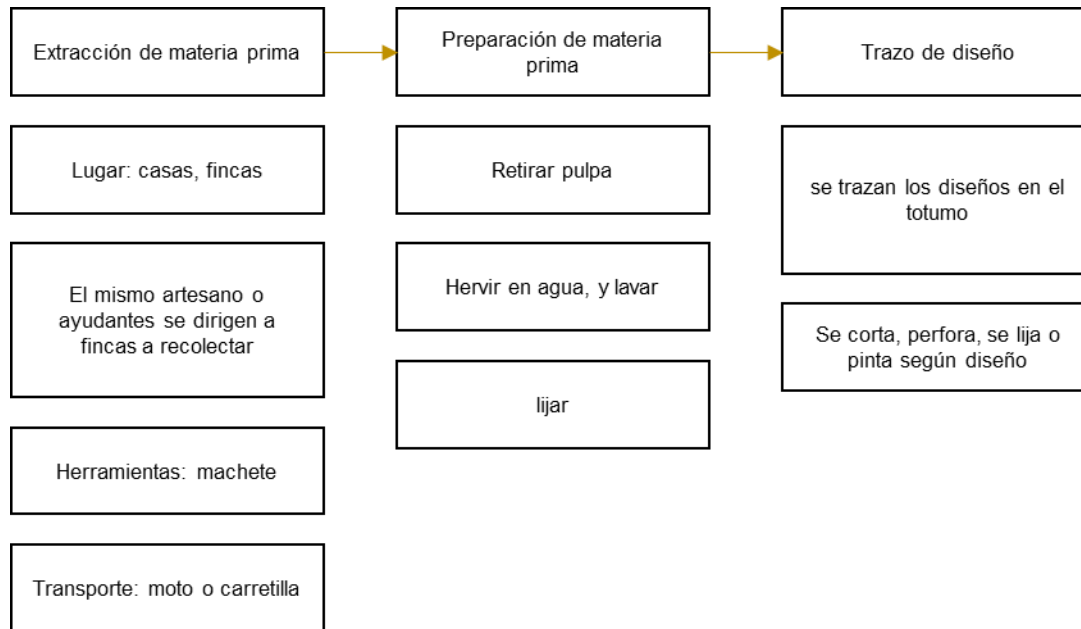 Extracción de materia prima
Preparación de materia
prima
Trazo de diseño
Lugar: casas, fincas
Retirar pulpa
se trazan los diseños en el
totumo
El mismo artesano o
ayudantes se dirigen a
fincas a recolectar
Hervir en agua, y lavar
Se corta, perfora, se lija o
pinta según diseño
lijar
Herramientas: machete
Transporte: moto o carretilla